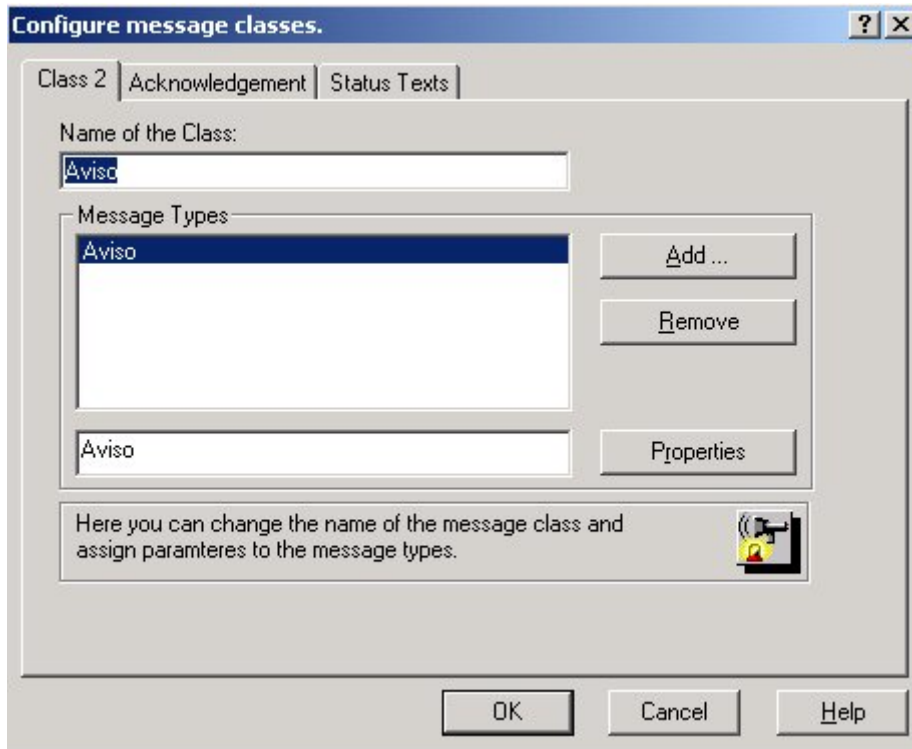 Configure message classes.
Class 2 Acknowledgement Status Texts
Name of the Class:
Aviso
Message Types
Aviso
Add ...
Remove
Aviso
Properties
Here you can change the name of the message class and
assign paramteres to the message types.
OK Cancel Help